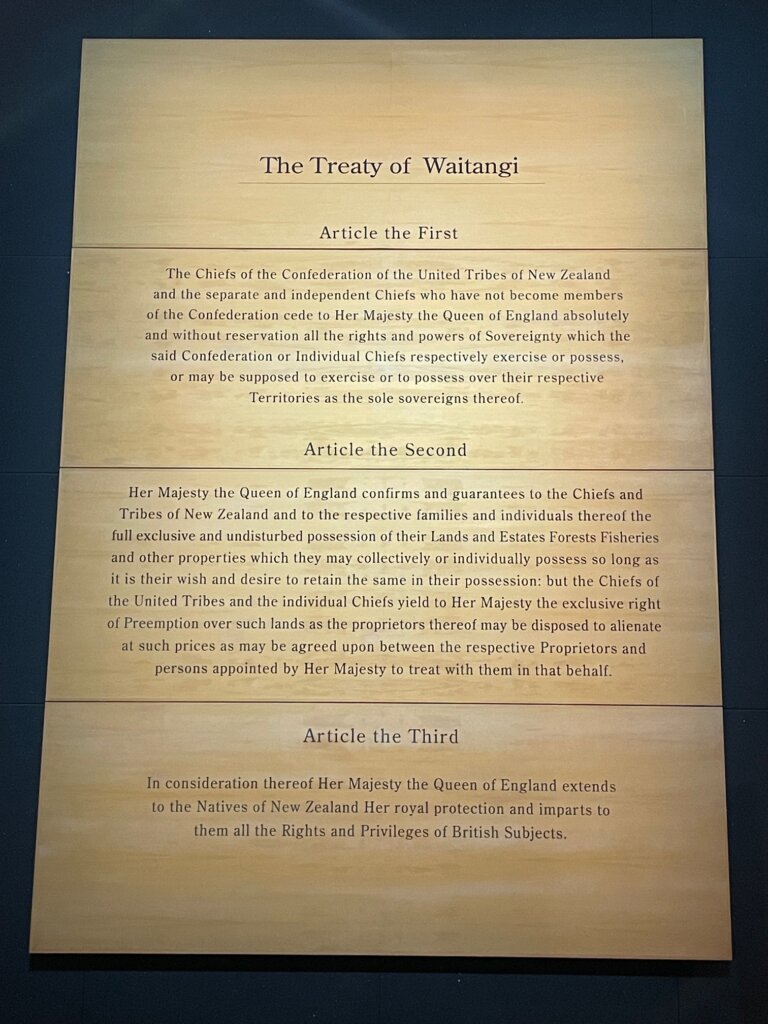 The Treaty of Waitangi
Article the First
The Chiefs of the Confederation of the United Tribes of New Zealand
and the separate and independent Chiefs who have not become members
of the Confederation cede to Her Majesty the Queen of England absolutely
and without reservation all the rights and powers of Sovereignty which the
said Confederation or Individual Chiefs respectively exercise or possess,
or may be supposed to exercise or to possess over their respective
Territories as the sole sovereigns thereof.
Article the Second
Her Majesty the Queen of England confirms and guarantees to the Chiefs and
Tribes of New Zealand and to the respective families and individuals thereof the
full exclusive and undisturbed possession of their Lands and Estates Forests Fisheries
and other properties which they may collectively or individually possess so long as
it is their wish and desire to retain the same in their possession: but the Chiefs of
the United Tribes and the individual Chiefs yield to Her Majesty the exclusive right
of Preemption over such lands as the proprietors thereof may be disposed to alienate
at such prices as may be agreed upon between the respective Proprietors and
persons appointed by Her Majesty to treat with them in that behalf.
Article the Third
In consideration thereof Her Majesty the Queen of England extends
to the Natives of New Zealand Her royal protection and imparts to
them all the Rights and Privileges of British Subjects.